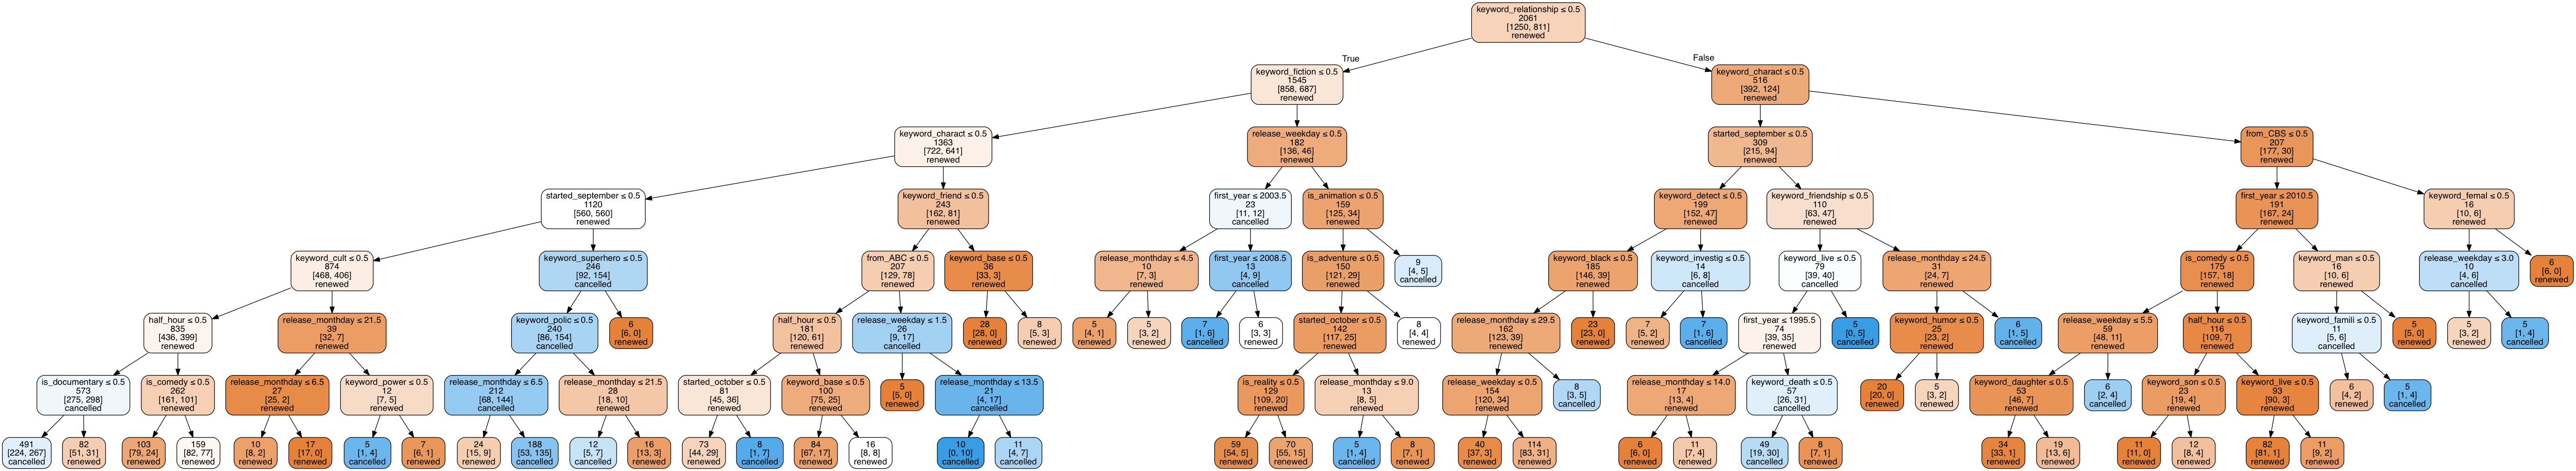 keyword_relationship ≤ 0.5
2061
[1250, 811]
renewed
True
False
keyword_fiction ≤ 0.5
1545
[858, 687]
renewed
keyword_charact ≤ 0.5
516
[392, 124]
renewed
keyword_charact ≤ 0.5
1363
[722, 641]
renewed
release_weekday ≤ 0.5
182
[136, 46]
renewed
started_september ≤ 0.5
309
[215, 94]
renewed
from_CBS ≤ 0.5
207
[177, 30]
renewed
started_september ≤ 0.5
1120
[560, 560]
renewed
keyword_friend ≤ 0.5
243
[162, 81]
renewed
first_year ≤ 2003.5
23
[11, 12]
cancelled
is_animation ≤ 0.5
159
[125, 34]
renewed
keyword_detect ≤ 0.5
199
[152, 47]
renewed
keyword_friendship ≤ 0.5
110
[63, 47]
renewed
first_year ≤ 2010.5
191
[167, 24]
renewed
keyword_femal ≤ 0.5
16
[10, 6]
renewed
keyword_cult ≤ 0.5
874
[468, 406]
renewed
keyword_superhero ≤ 0.5
246
[92, 154]
cancelled
from_ABC ≤ 0.5
207
[129, 78]
renewed
keyword_base ≤ 0.5
36
[33, 3]
renewed
release_monthday ≤ 4.5
10
[7, 3]
renewed
first_year ≤ 2008.5
13
[4, 9]
cancelled
is_adventure ≤ 0.5
150
[121, 29]
renewed
9
[4, 5]
cancelled
keyword_black ≤ 0.5
185
[146, 39]
renewed
keyword_investig ≤ 0.5
14
[6, 8]
cancelled
keyword_live ≤ 0.5
79
[39, 40]
cancelled
release_monthday ≤ 24.5
31
[24, 7]
renewed
is_comedy ≤ 0.5
175
[157, 18]
renewed
keyword_man ≤ 0.5
16
[10, 6]
renewed
release_weekday ≤ 3.0
10
[4, 6]
cancelled
6
[6, 0]
renewed
half_hour ≤ 0.5
835
[436, 399]
renewed
release_monthday ≤ 21.5
39
[32, 7]
renewed
keyword_polic ≤ 0.5
240
[86, 154]
cancelled
6
[6, 0]
renewed
half_hour ≤ 0.5
181
[120, 61]
renewed
release_weekday ≤ 1.5
26
[9, 17]
cancelled
28
[28, 0]
renewed
8
[5, 3]
renewed
5
[4, 1]
renewed
5
[3, 2]
renewed
7
[1, 6]
cancelled
6
[3, 3]
renewed
started_october ≤ 0.5
142
[117, 25]
renewed
8
[4, 4]
renewed
release_monthday ≤ 29.5
162
[123, 39]
renewed
23
[23, 0]
renewed
7
[5, 2]
renewed
7
[1, 6]
cancelled
first_year ≤ 1995.5
74
[39, 35]
renewed
5
[0, 5]
cancelled
keyword_humor ≤ 0.5
25
[23, 2]
renewed
6
[1, 5]
cancelled
release_weekday ≤ 5.5
59
[48, 11]
renewed
half_hour ≤ 0.5
116
[109, 7]
renewed
keyword_famili ≤ 0.5
11
[5, 6]
cancelled
5
[5, 0]
renewed
5
[3, 2]
renewed
5
[1, 4]
cancelled
is_documentary ≤ 0.5
573
[275, 298]
cancelled
is_comedy ≤ 0.5
262
[161, 101]
renewed
release_monthday ≤ 6.5
27
[25, 2]
renewed
keyword_power ≤ 0.5
12
[7, 5]
renewed
release_monthday ≤ 6.5
212
[68, 144]
cancelled
release_monthday ≤ 21.5
28
[18, 10]
renewed
started_october ≤ 0.5
81
[45, 36]
renewed
keyword_base ≤ 0.5
100
[75, 25]
renewed
5
[5, 0]
renewed
release_monthday ≤ 13.5
21
[4, 17]
cancelled
is_reality ≤ 0.5
129
[109, 20]
renewed
release_monthday ≤ 9.0
13
[8, 5]
renewed
release_weekday ≤ 0.5
154
[120, 34]
renewed
8
[3, 5]
cancelled
release_monthday ≤ 14.0
17
[13, 4]
renewed
keyword_death ≤ 0.5
57
[26, 31]
cancelled
20
[20, 0]
renewed
5
[3, 2]
renewed
keyword_daughter ≤ 0.5
53
[46, 7]
renewed
6
[2, 4]
cancelled
keyword_son ≤ 0.5
23
[19, 4]
renewed
keyword_live ≤ 0.5
93
[90, 3]
renewed
6
[4, 2]
renewed
5
[1, 4]
cancelled
491
[224, 267]
cancelled
82
[51, 31]
renewed
103
[79, 24]
renewed
159
[82, 77]
renewed
10
[8, 2]
renewed
17
[17, 0]
renewed
5
[1, 4]
cancelled
7
[6, 1]
renewed
24
[15, 9]
renewed
188
[53, 135]
cancelled
12
[5, 7]
cancelled
16
[13, 3]
renewed
73
[44, 29]
renewed
8
[1, 7]
cancelled
84
[67, 17]
renewed
16
[8, 8]
renewed
10
[0, 10]
cancelled
11
[4, 7]
cancelled
59
[54, 5]
renewed
70
[55, 15]
renewed
5
[1, 4]
cancelled
8
[7, 1]
renewed
40
[37, 3]
renewed
114
[83, 31]
renewed
6
[6, 0]
renewed
11
[7, 4]
renewed
49
[19, 30]
cancelled
8
[7, 1]
renewed
34
[33, 1]
renewed
19
[13, 6]
renewed
11
[11, 0]
renewed
12
[8, 4]
renewed
82
[81, 1]
renewed
11
[9, 2]
renewed